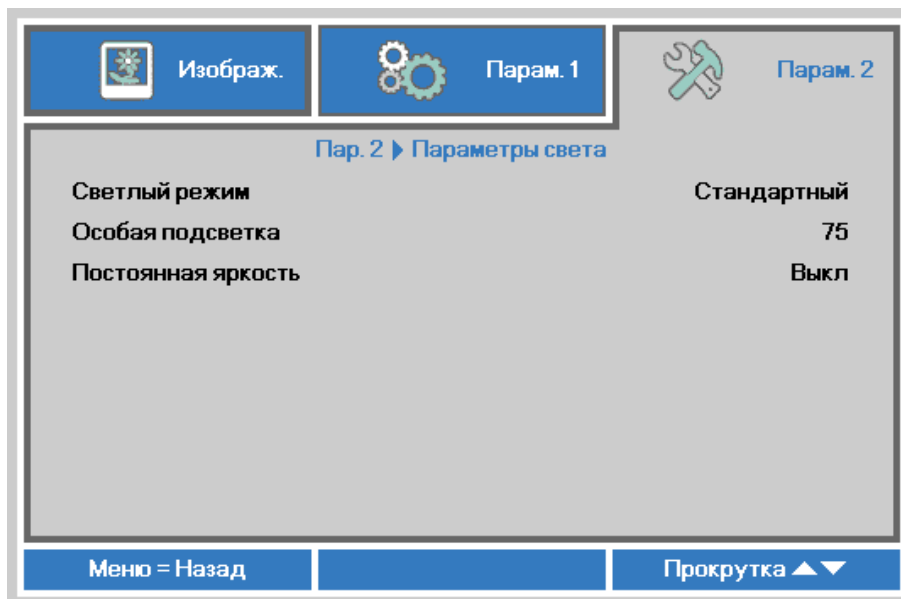 Изображ.
Парам. 1
Парам. 2
Пар. 2 ▶ Параметры света
Светлый режим Стандартный
Особая подсветка 75
Постоянная яркость Выкл
Меню = Назад
Прокрутка ▲▼